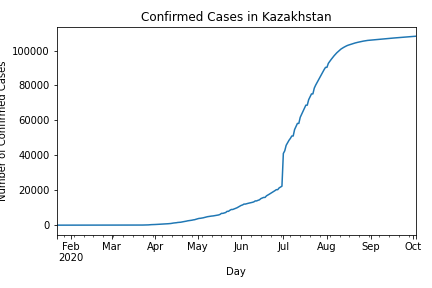 Confirmed Cases in Kazakhstan
Number of Confirmed Cases
100000
80000
60000
40000
20000
0
Feb Mar Apr May Jun Jul Aug Sep Oct
2020
Day